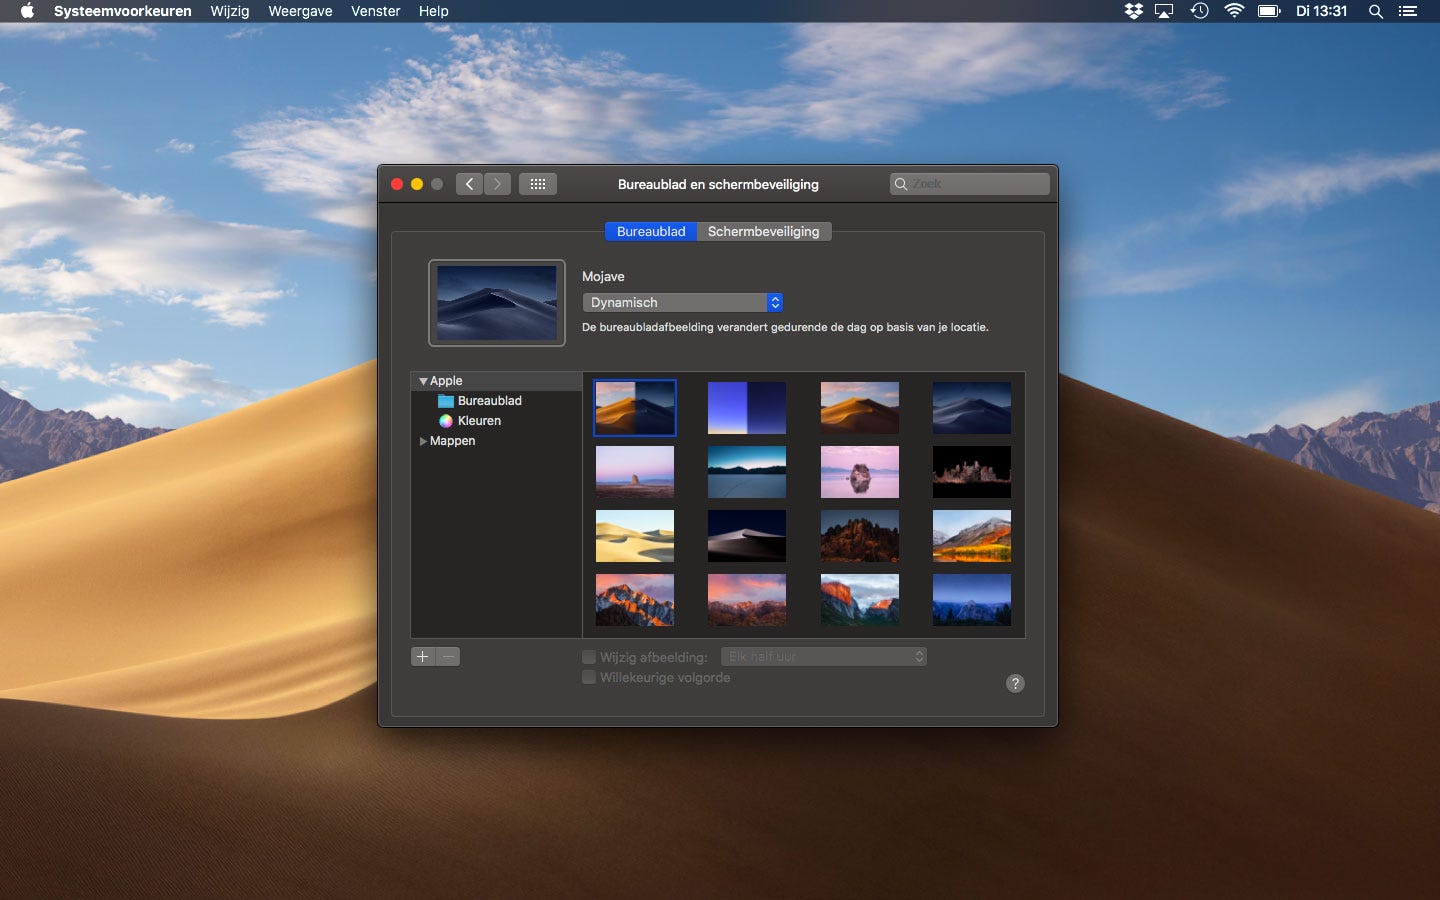 Systeemvoorkeuren Wijzig Weergave Venster Help Di 13:31
Bureaublad en schermbeveiliging Zoek
Bureaublad Schermbeveiliging
Mojave
Dynamisch
De bureaubladafbeelding verandert gedurende de dag op basis van je locatie.
Apple
Bureaublad
Kleuren
Mappen
Wijzig afbeelding: Elk half uur
Willekeurige volgorde
?